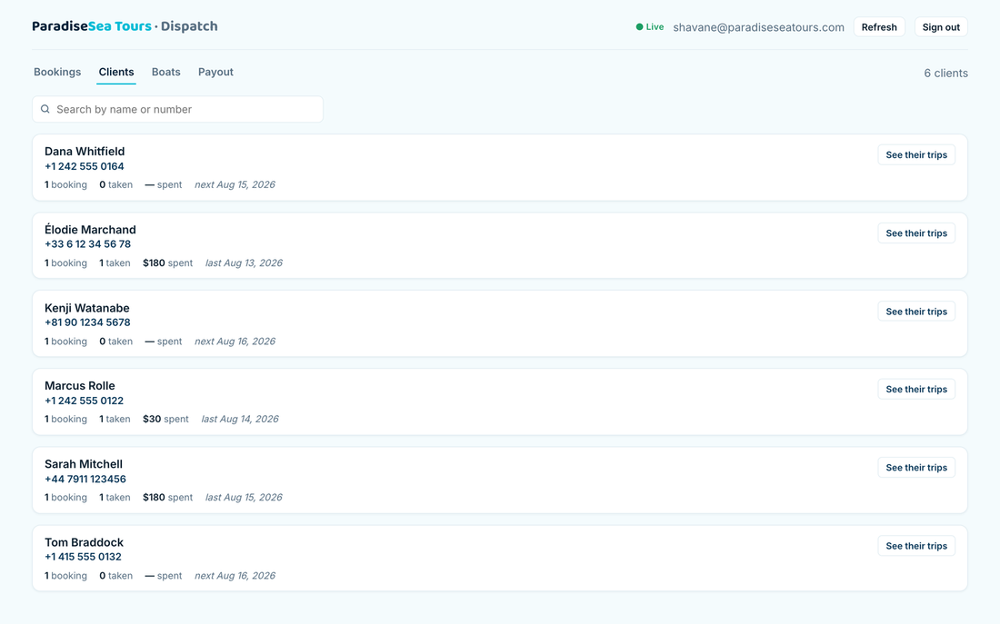 ParadiseSea Tours · Dispatch
Live shavane@paradiseseatours.com Refresh Sign out
Bookings Clients Boats Payout
6 clients
Search by name or number
Dana Whitfield
See their trips
+1 242 555 0164
1 booking 0 taken — spent next Aug 15, 2026
Élodie Marchand
See their trips
+33 6 12 34 56 78
1 booking 1 taken $180 spent last Aug 13, 2026
Kenji Watanabe
See their trips
+81 90 1234 5678
1 booking 0 taken — spent next Aug 16, 2026
Marcus Rolle
See their trips
+1 242 555 0122
1 booking 1 taken $30 spent last Aug 14, 2026
Sarah Mitchell
See their trips
+44 7911 123456
1 booking 1 taken $180 spent last Aug 15, 2026
Tom Braddock
See their trips
+1 415 555 0132
1 booking 0 taken — spent next Aug 16, 2026